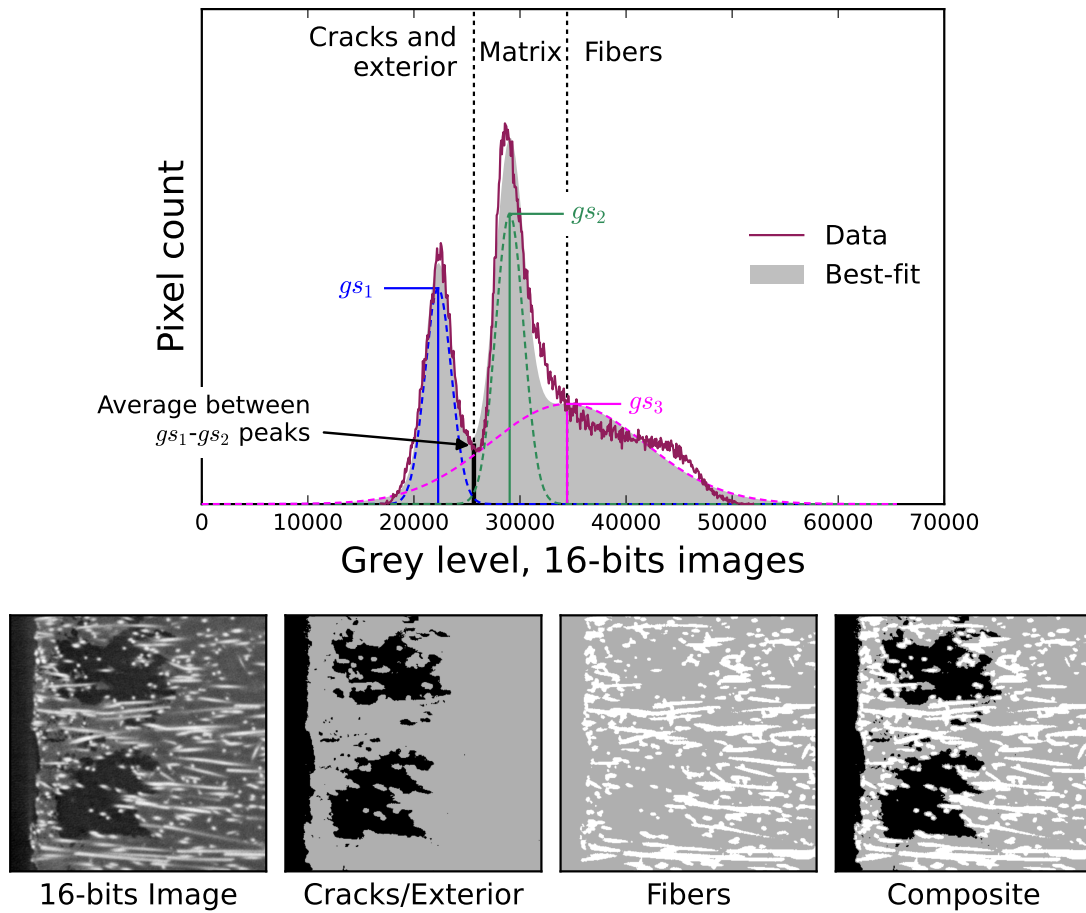 Cracks and
exterior
Matrix
Fibers
Pixel count
gs₁
gs₂
gs₃
Data
Best-fit
Average between
gs₁-gs₂ peaks
0 10000 20000 30000 40000 50000 60000 70000
Grey level, 16-bits images
16-bits Image
Cracks/Exterior
Fibers
Composite